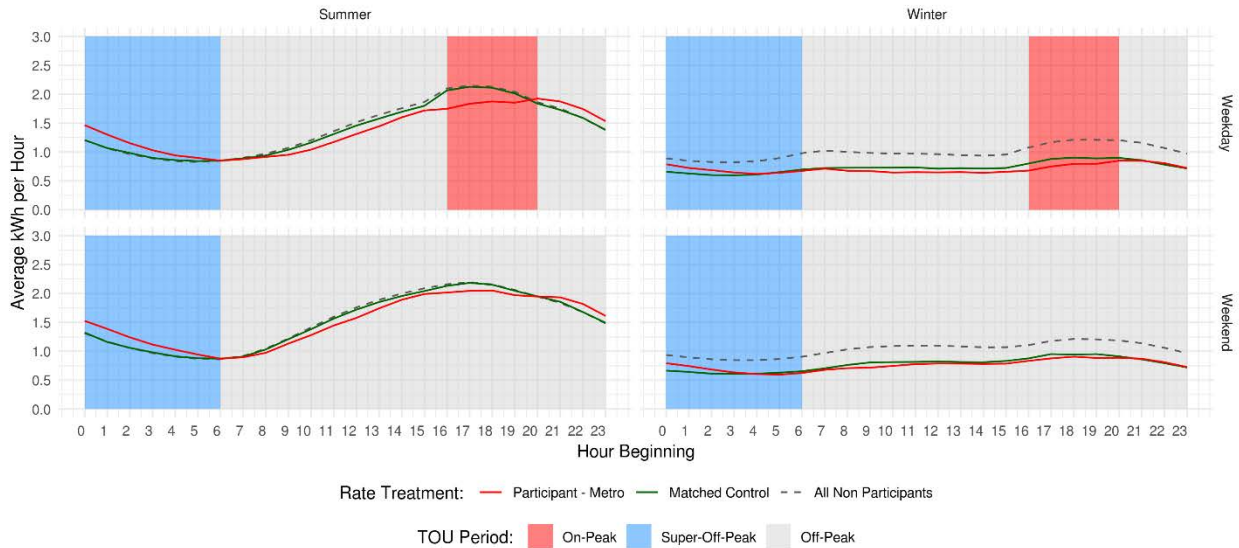 Summer
Winter
3.0
2.5
2.0
1.5
1.0
0.5
0.0
Weekday
3.0
2.5
2.0
1.5
1.0
0.5
0.0
Weekend
Average kWh per Hour
0 1 2 3 4 5 6 7 8 9 10 11 12 13 14 15 16 17 18 19 20 21 22 23
0 1 2 3 4 5 6 7 8 9 10 11 12 13 14 15 16 17 18 19 20 21 22 23
Hour Beginning
Rate Treatment: Participant - Metro Matched Control All Non Participants
TOU Period: On-Peak Super-Off-Peak Off-Peak